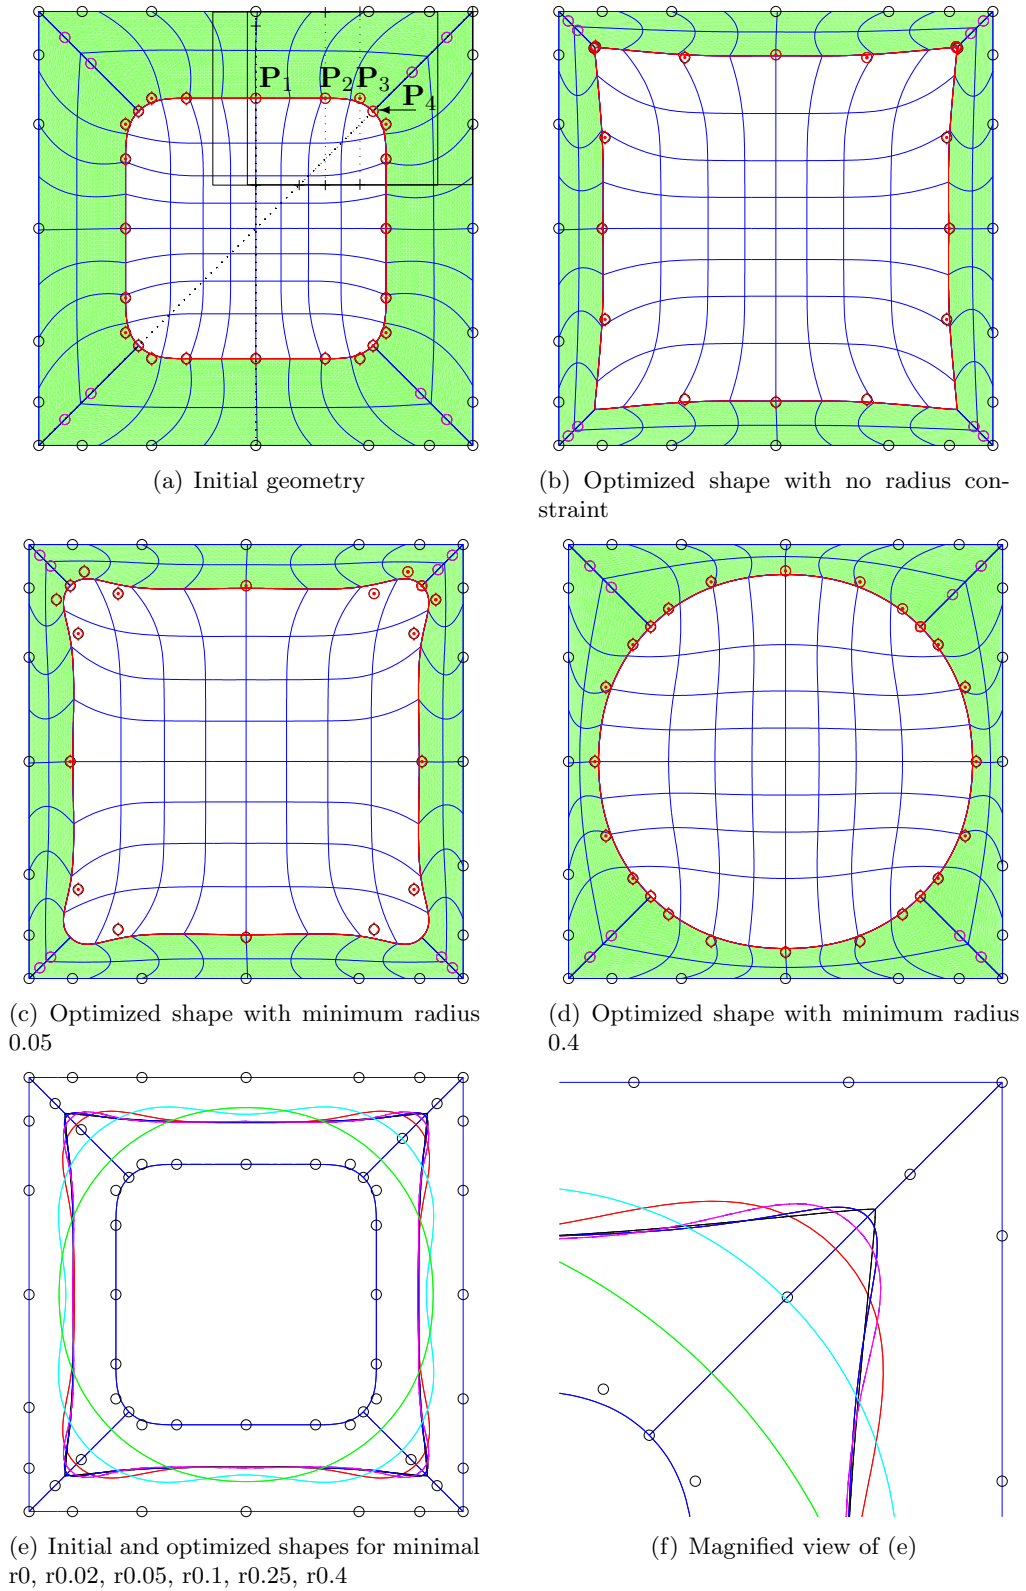 P1
P2 P3
P4
(a) Initial geometry
(b) Optimized shape with no radius con-
straint
(c) Optimized shape with minimum radius
0.05
(d) Optimized shape with minimum radius
0.4
(e) Initial and optimized shapes for minimal
r0, r0.02, r0.05, r0.1, r0.25, r0.4
(f) Magnified view of (e)